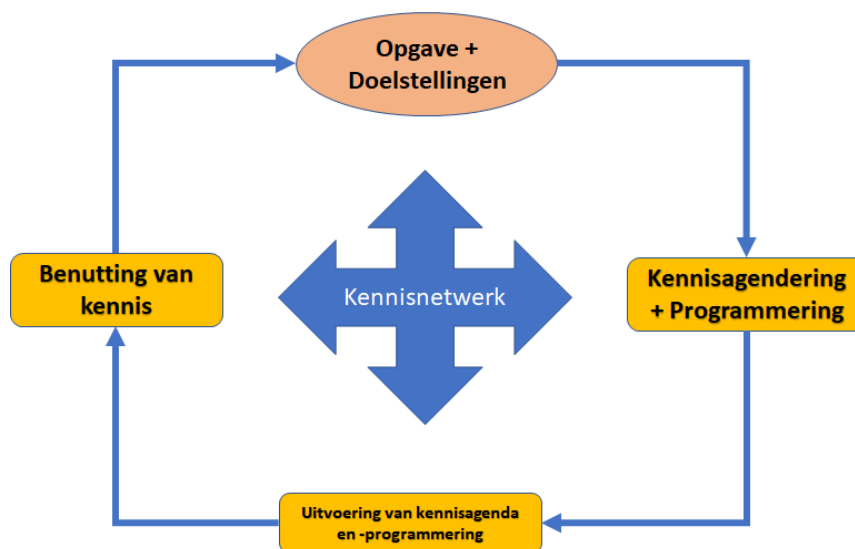 Opgave +
Doelstellingen
Benutting van
kennis
Kennisnetwerk
Kennisagendering
+ Programmering
Uitvoering van kennisagenda
en -programmering